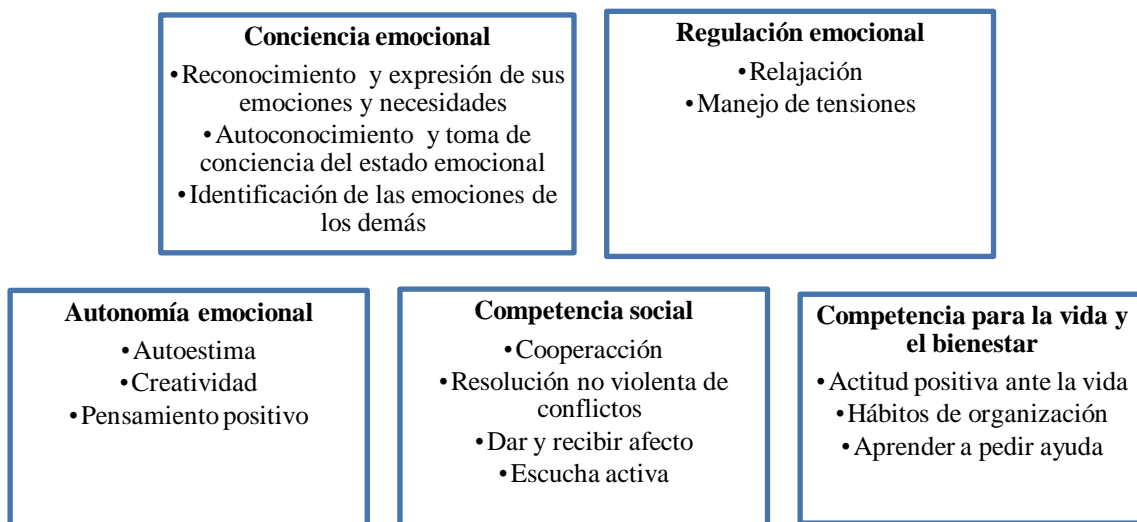 Conciencia emocional
•Reconocimiento y expresión de sus
emociones y necesidades
•Autoconocimiento y toma de
conciencia del estado emocional
•Identificación de las emociones de
los demás
Regulación emocional
•Relajación
•Manejo de tensiones
Autonomía emocional
•Autoestima
•Creatividad
•Pensamiento positivo
Competencia social
•Cooperacción
•Resolución no violenta de
conflictos
•Dar y recibir afecto
•Escucha activa
Competencia para la vida y
el bienestar
•Actitud positiva ante la vida
•Hábitos de organización
•Aprender a pedir ayuda